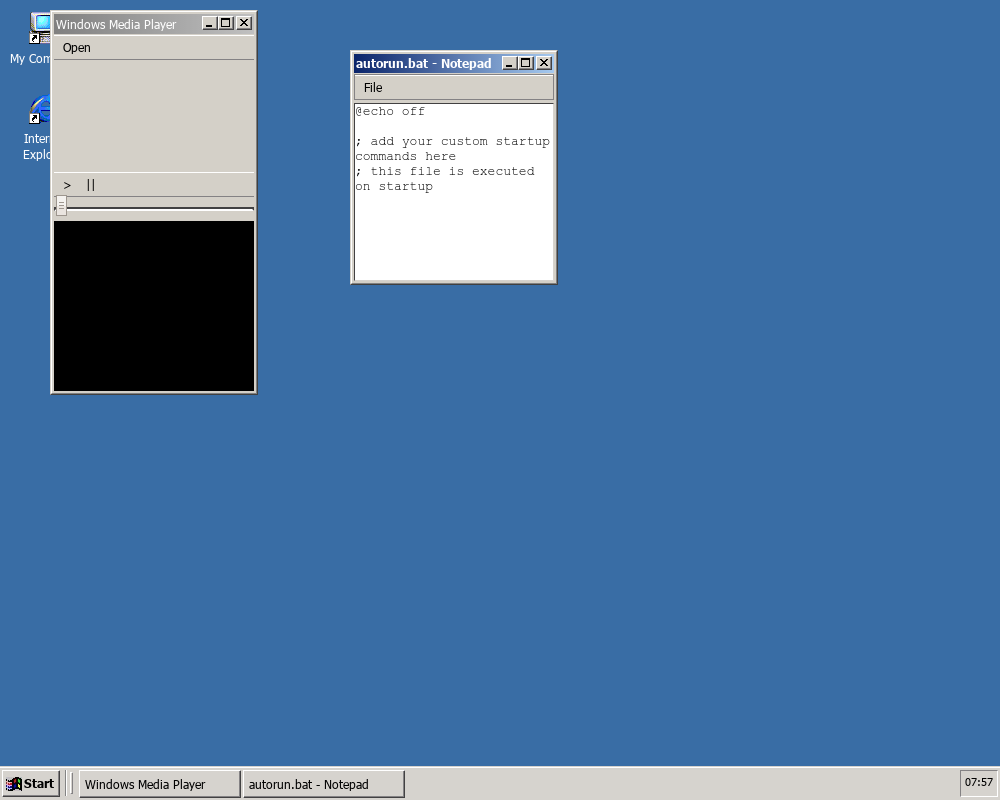 My Com
Inter
Explo
Windows Media Player
Open
> ||
autorun.bat - Notepad
File
@echo off
; add your custom startup
commands here
; this file is executed
on startup
Start
Windows Media Player
autorun.bat - Notepad
07:57